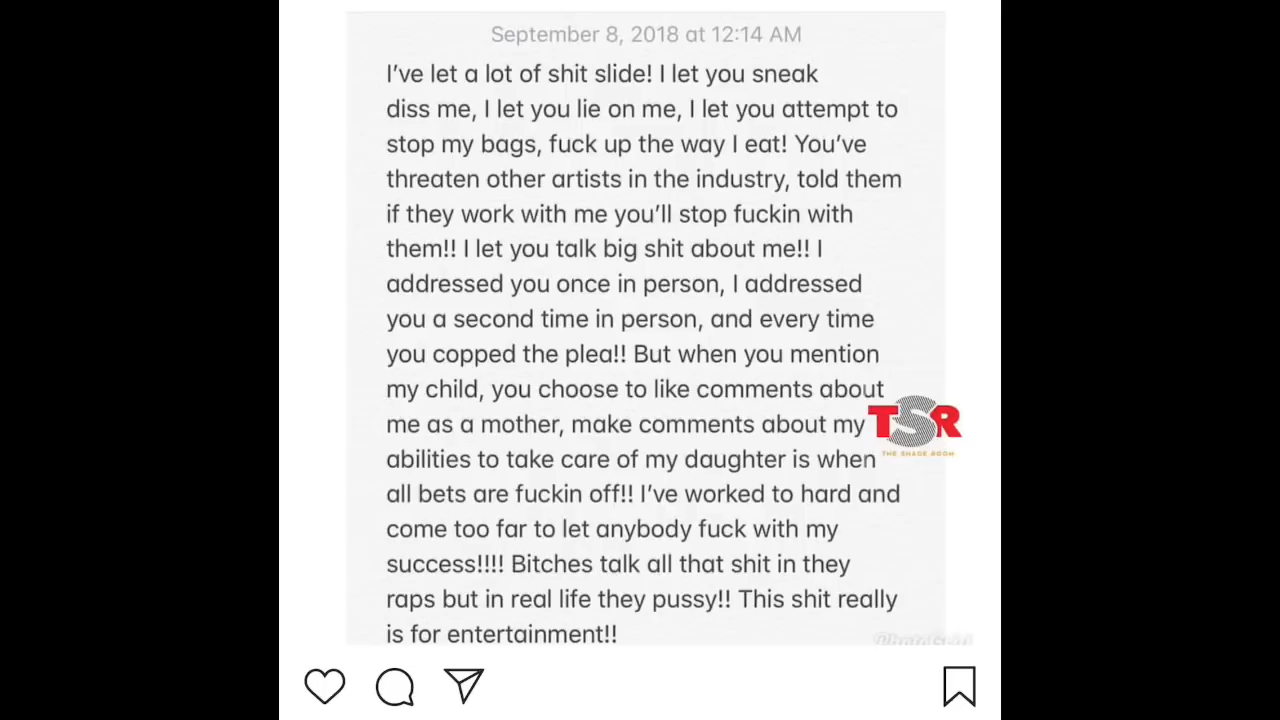 September 8, 2018 at 12:14 AM
I've let a lot of shit slide! I let you sneak
diss me, I let you lie on me, I let you attempt to
stop my bags, fuck up the way I eat! You've
threaten other artists in the industry, told them
if they work with me you'll stop fuckin with
them!! I let you talk big shit about me!! I
addressed you once in person, I addressed
you a second time in person, and every time
you copped the plea!! But when you mention
my child, you choose to like comments about
me as a mother, make comments about my
abilities to take care of my daughter is when
all bets are fuckin off!! I've worked to hard and
come too far to let anybody fuck with my
success!!!! Bitches talk all that shit in they
raps but in real life they pussy!! This shit really
is for entertainment!!
TSR
THE SHADE ROOM